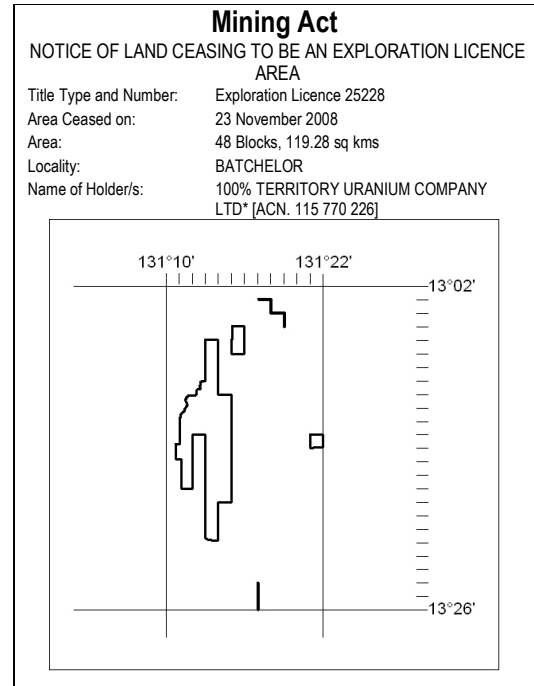 Mining Act
NOTICE OF LAND CEASING TO BE AN EXPLORATION LICENCE
AREA
Title Type and Number: Exploration Licence 25228
Area Ceased on: 23 November 2008
Area: 48 Blocks, 119.28 sq kms
Locality: BATCHELOR
Name of Holder/s: 100% TERRITORY URANIUM COMPANY
LTD* [ACN. 115 770 226]
131°10' 131°22'
13°02'
13°26'